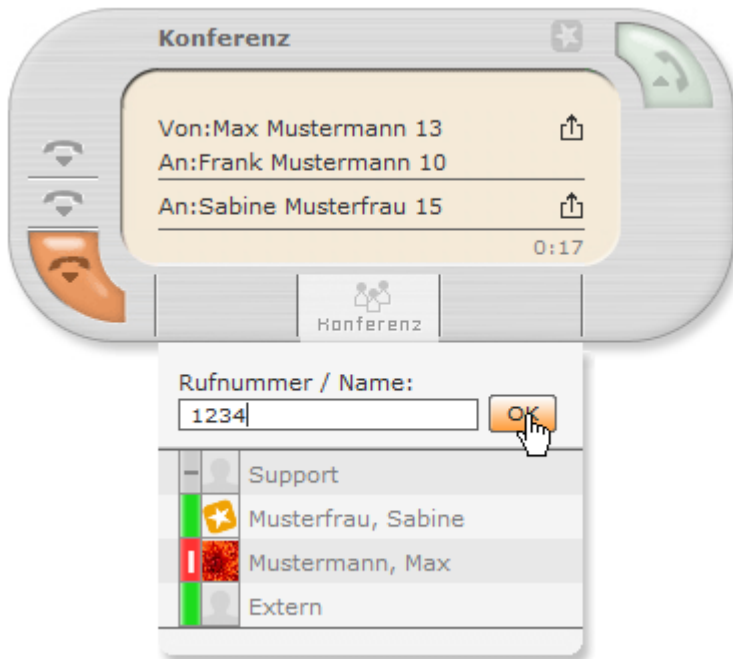 Konferenz
Von:Max Mustermann 13
An:Frank Mustermann 10
An:Sabine Musterfrau 15
0:17
Konferenz
Rufnummer / Name:
1234
OK
Support
Musterfrau, Sabine
Mustermann, Max
Extern